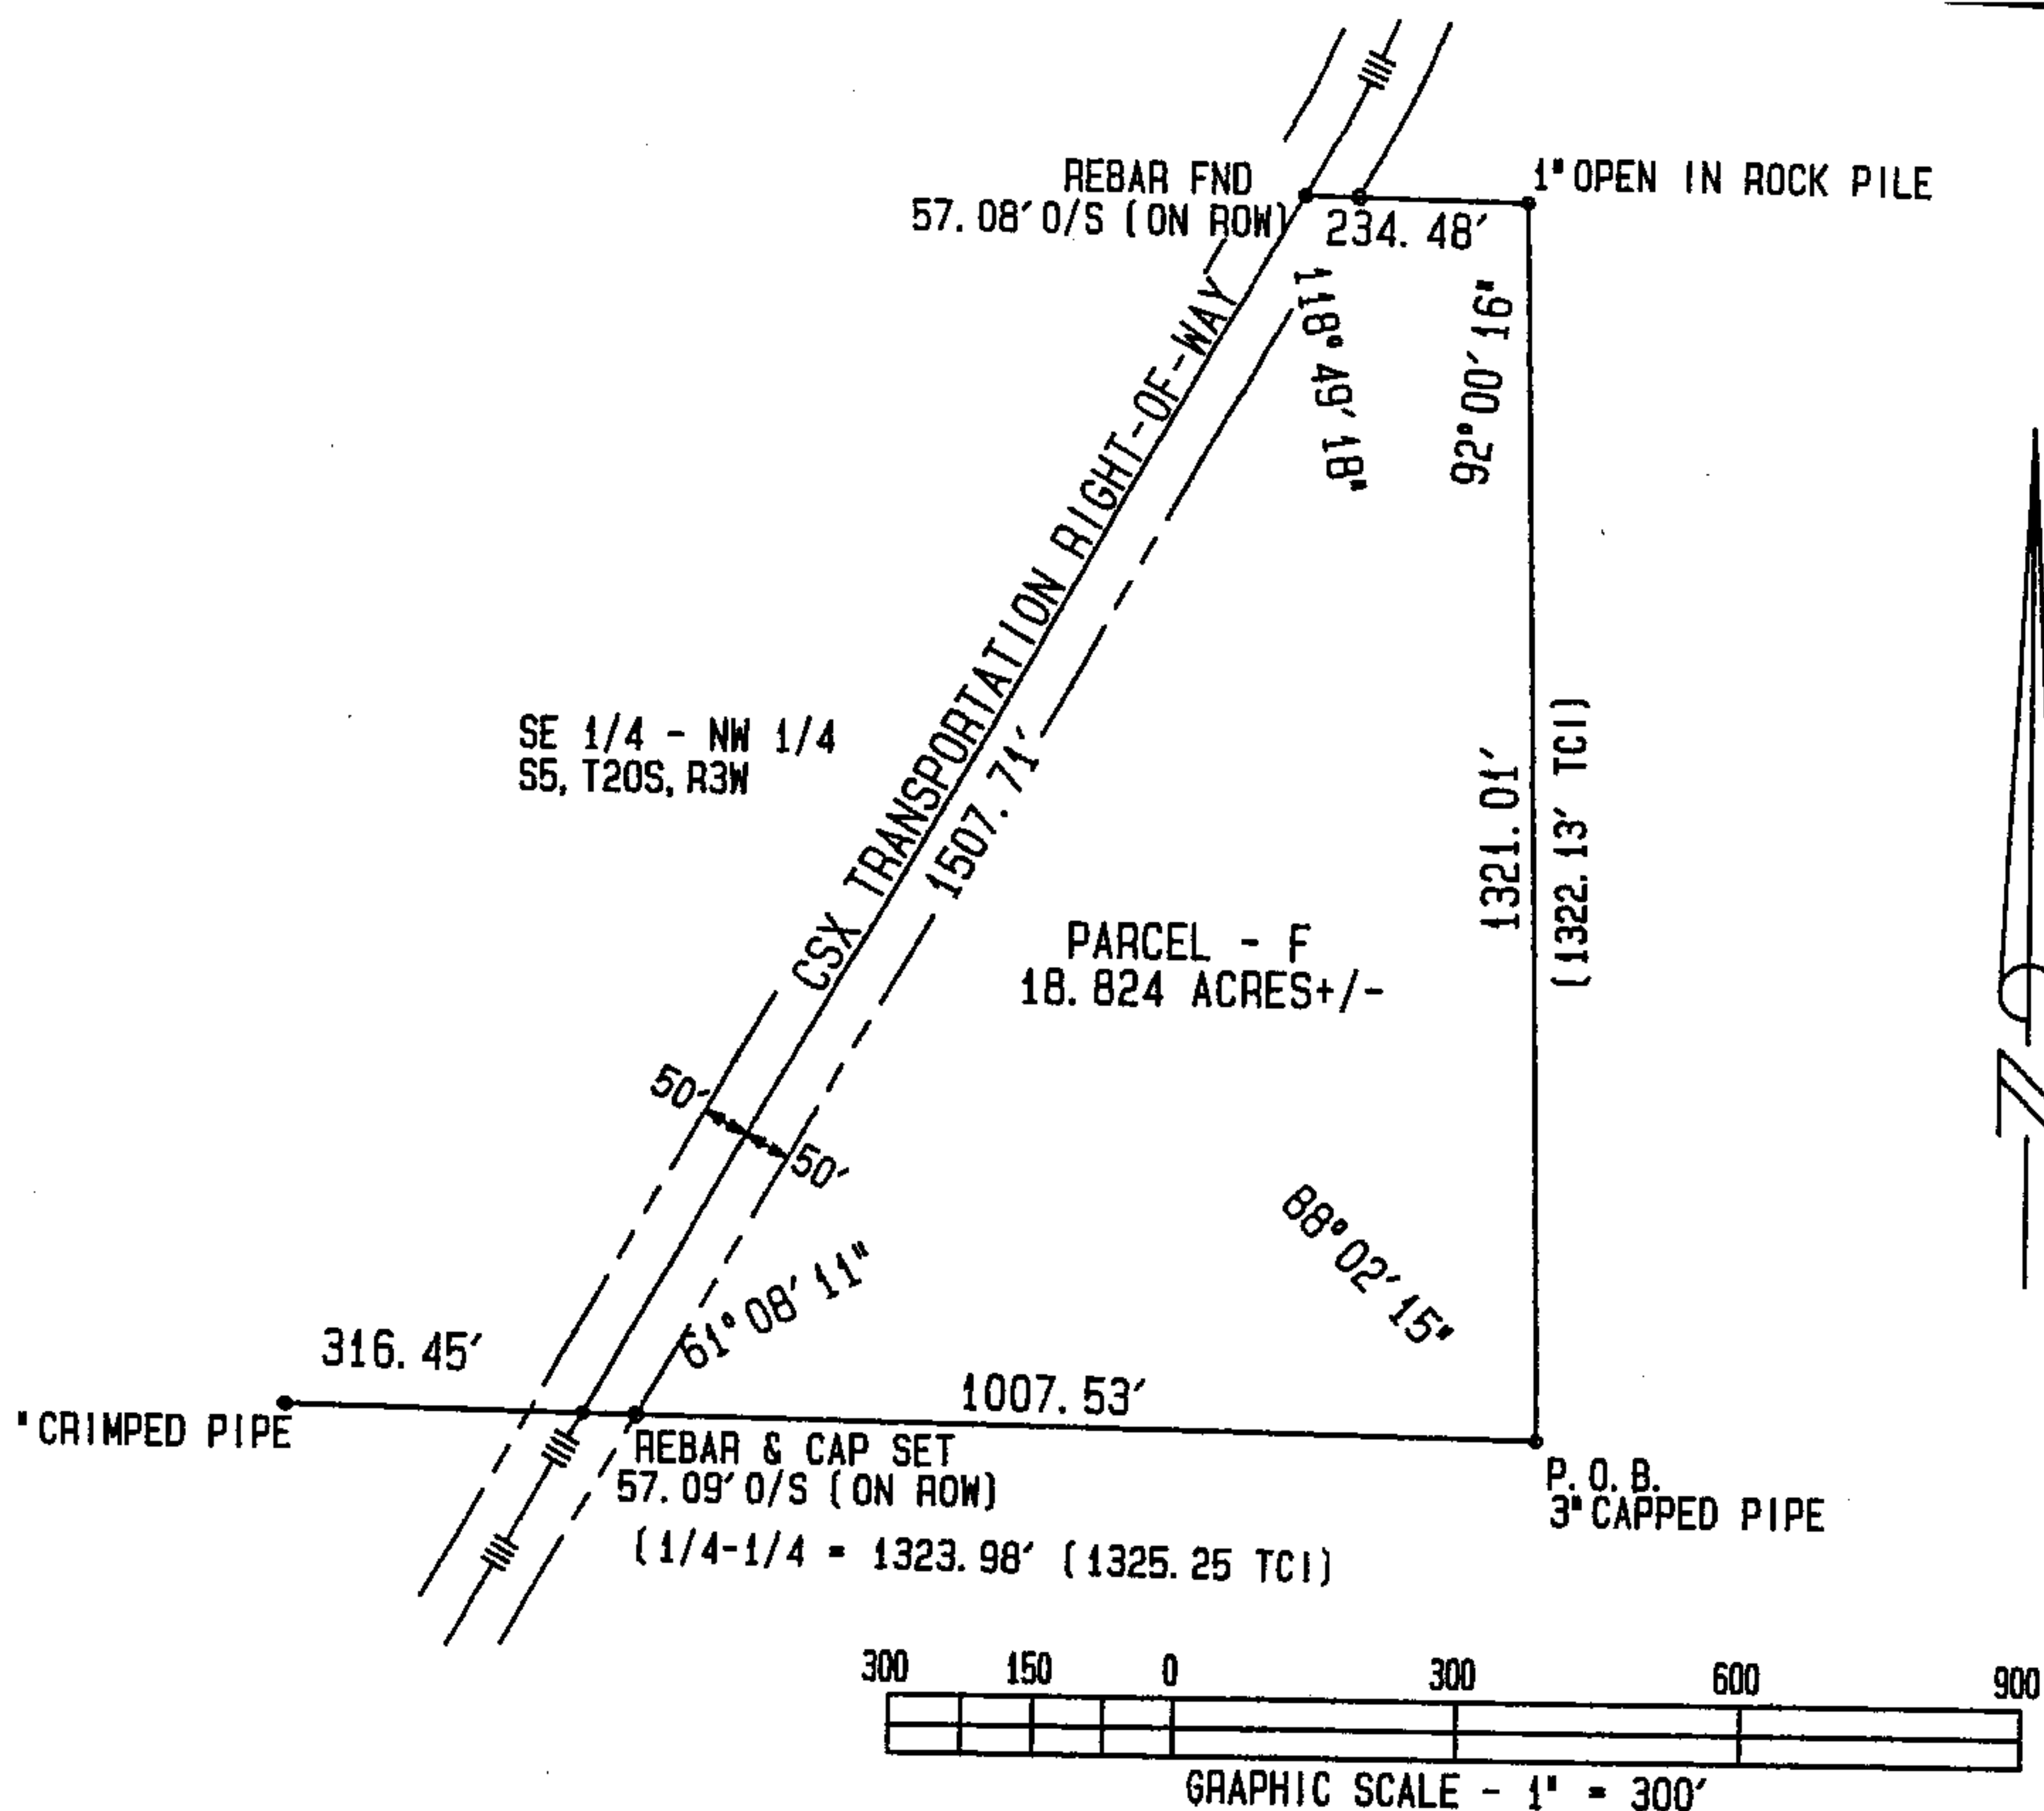 REBAR FND
57.08' O/S (ON ROW)
1" OPEN IN ROCK PILE
234.48'
118° 49' 18"
92° 00' 16"
CSX TRANSPORTATION RIGHT-OF-WAY
1507.71'
SE 1/4 - NW 1/4
S5, T20S, R3W
1321.01'
(1322.13' TCI)
PARCEL - F
18.824 ACRES+/-
50'
50'
88° 02' 15"
61° 08' 11"
316.45'
1007.53'
" CRIMPED PIPE
REBAR & CAP SET
57.09' O/S (ON ROW)
P.O.B.
3" CAPPED PIPE
(1/4-1/4 = 1323.98' (1325.25 TCI)
300 150 0 300 600 900
GRAPHIC SCALE - 1" = 300'